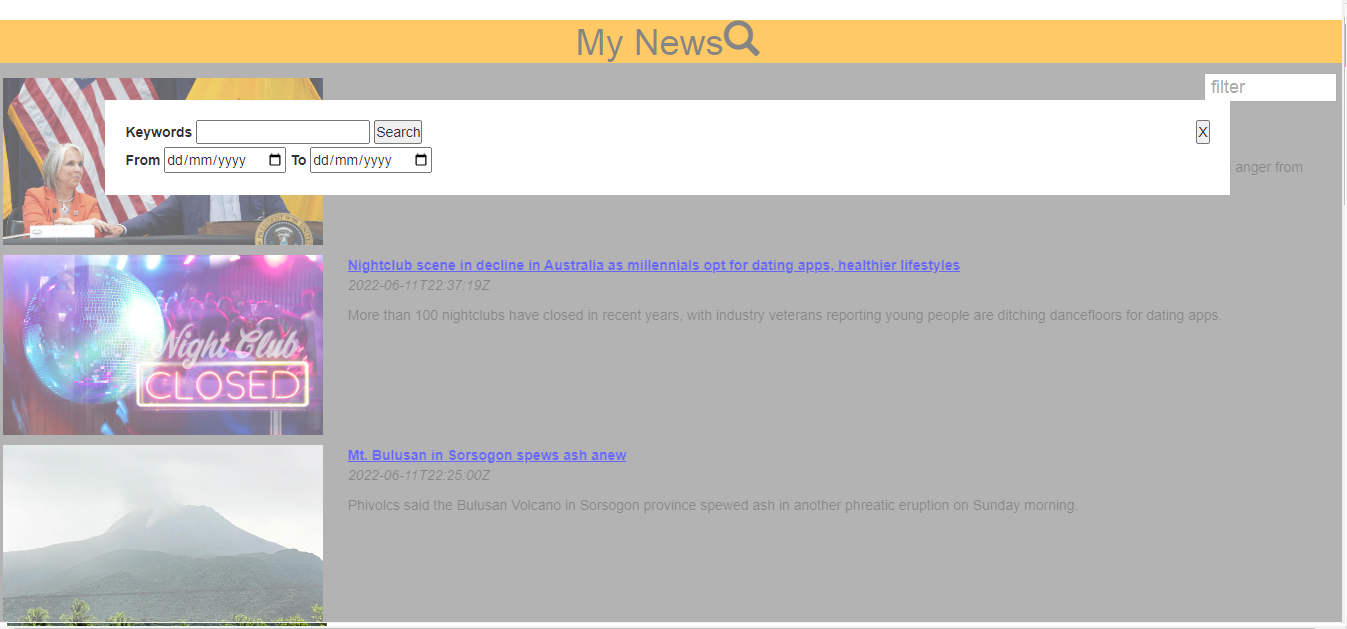 My News
filter
Keywords Search X
From dd/mm/yyyy To dd/mm/yyyy
anger from
Nightclub scene in decline in Australia as millennials opt for dating apps, healthier lifestyles
2022-06-11T22:37:19Z
More than 100 nightclubs have closed in recent years, with industry veterans reporting young people are ditching dancefloors for dating apps.
Night Club
CLOSED
Mt. Bulusan in Sorsogon spews ash anew
2022-06-11T22:25:00Z
Phivolcs said the Bulusan Volcano in Sorsogon province spewed ash in another phreatic eruption on Sunday morning.